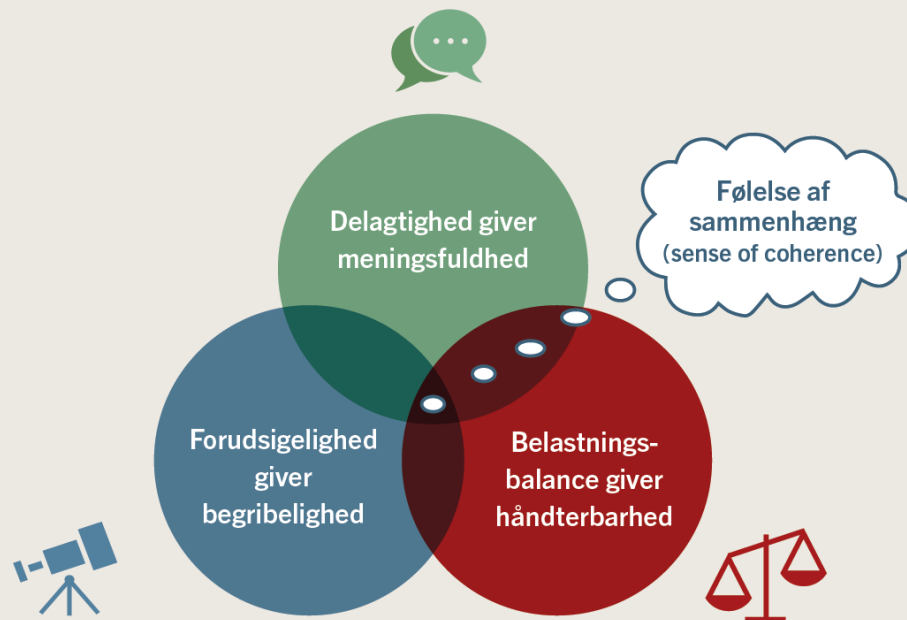 Delagtighed giver
meningsfuldhed
Følelse af
sammenhæng
(sense of coherence)
Forudsigelighed
giver
begribelighed
Belastnings-
balance giver
håndterbarhed